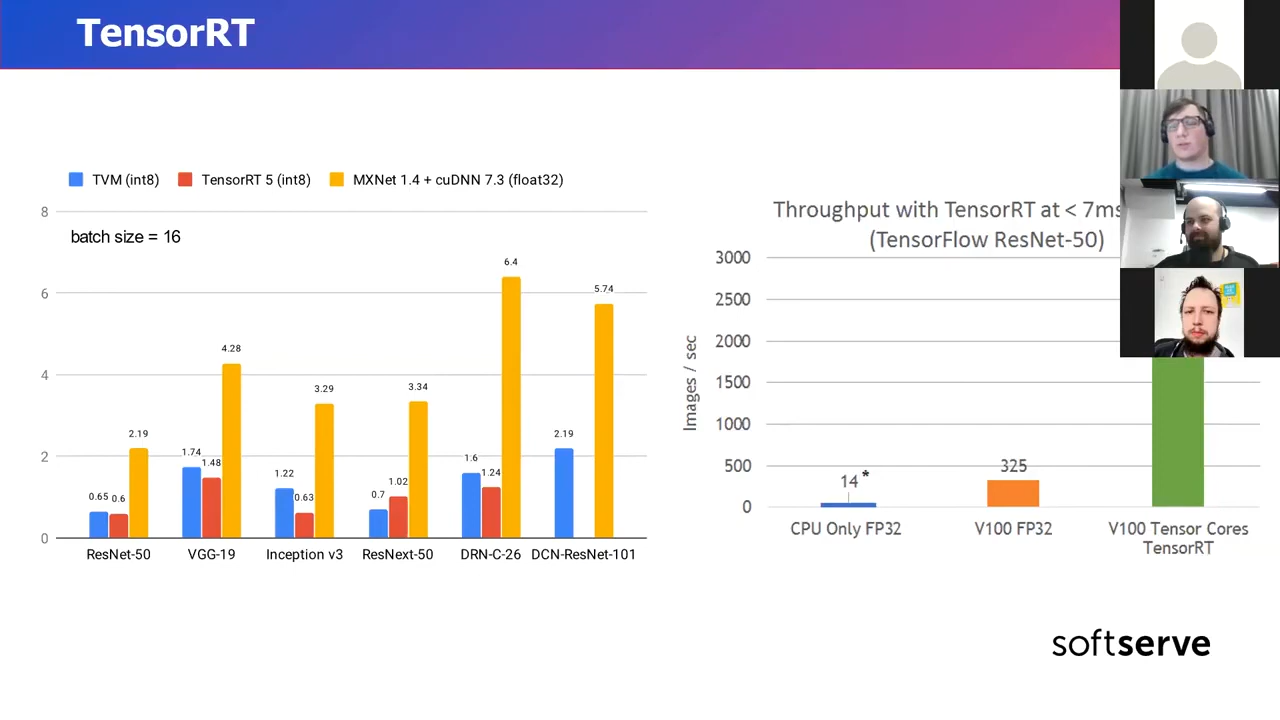 TensorRT
TVM (int8) TensorRT 5 (int8) MXNet 1.4 + cuDNN 7.3 (float32)
batch size = 16
8
6
4
2
0
0.65 0.6 2.19
1.74 1.48 4.28
1.22 0.63 3.29
0.7 1.02 3.34
1.6 1.24 6.4
2.19 5.74
ResNet-50 VGG-19 Inception v3 ResNext-50 DRN-C-26 DCN-ResNet-101
Throughput with TensorRT at < 7ms
(TensorFlow ResNet-50)
Images / sec
3000
2500
2000
1500
1000
500
0
14 *
325
CPU Only FP32 V100 FP32 V100 Tensor Cores
TensorRT
softserve